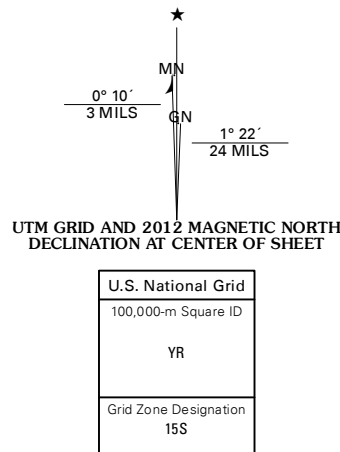 ★
MN
0° 10´
3 MILS
GN
1° 22´
24 MILS
UTM GRID AND 2012 MAGNETIC NORTH
DECLINATION AT CENTER OF SHEET
U.S. National Grid
100,000-m Square ID
YR
Grid Zone Designation
15S